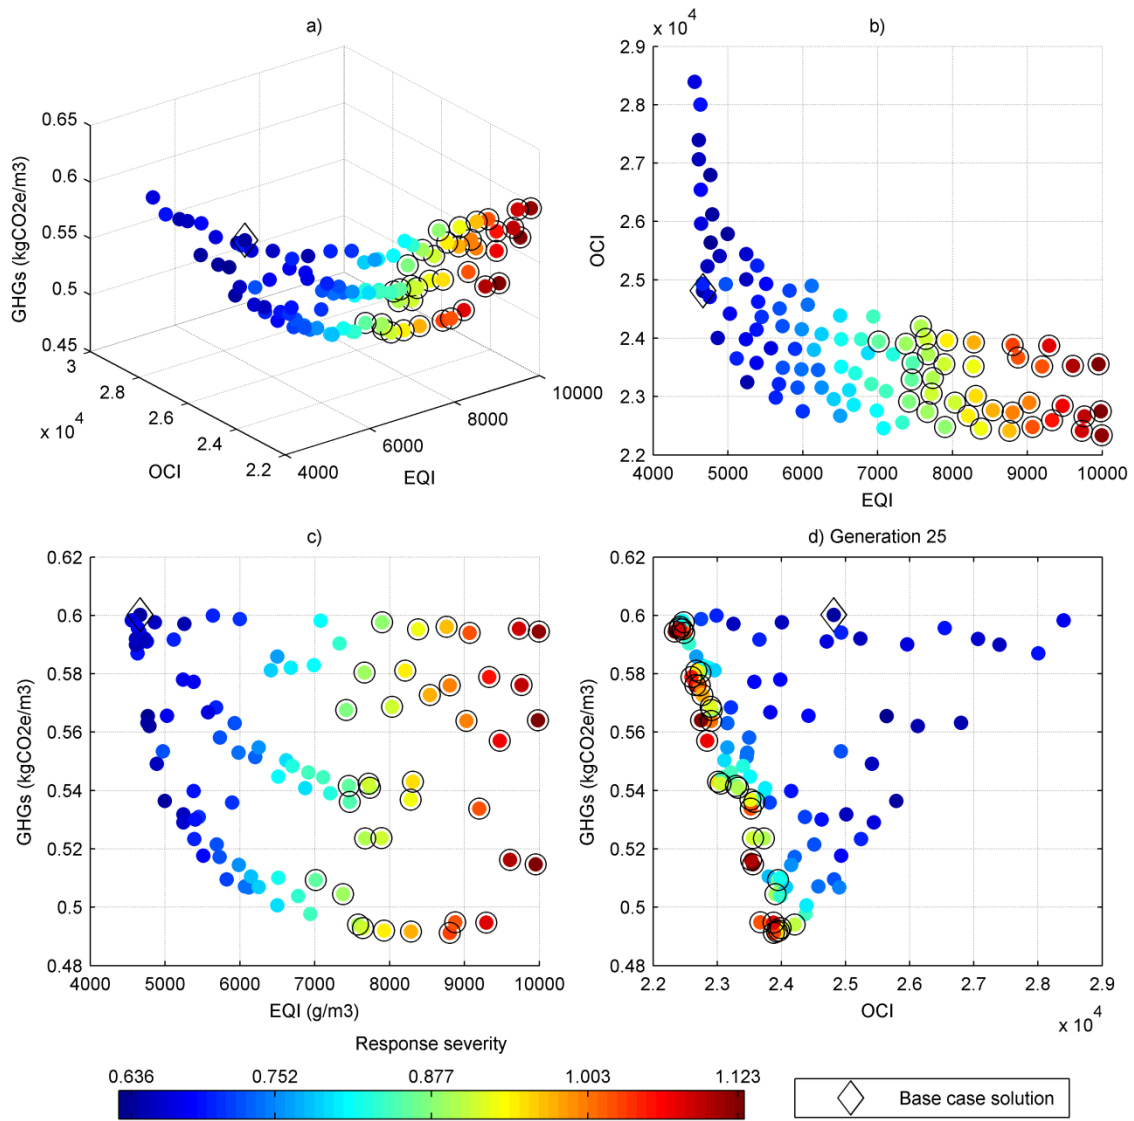 a)
GHGs (kgCO2e/m3)
0.65
0.6
0.55
0.5
0.45
3
2.8
2.6
2.4
2.2
x 10^4
OCI
4000
6000
8000
10000
EQI
b)
x 10^4
OCI
2.9
2.8
2.7
2.6
2.5
2.4
2.3
2.2
4000 5000 6000 7000 8000 9000 10000
EQI
c)
GHGs (kgCO2e/m3)
0.62
0.6
0.58
0.56
0.54
0.52
0.5
0.48
4000 5000 6000 7000 8000 9000 10000
EQI (g/m3)
d) Generation 25
GHGs (kgCO2e/m3)
0.62
0.6
0.58
0.56
0.54
0.52
0.5
0.48
2.2 2.3 2.4 2.5 2.6 2.7 2.8 2.9
OCI
x 10^4
Response severity
0.636 0.752 0.877 1.003 1.123
Base case solution